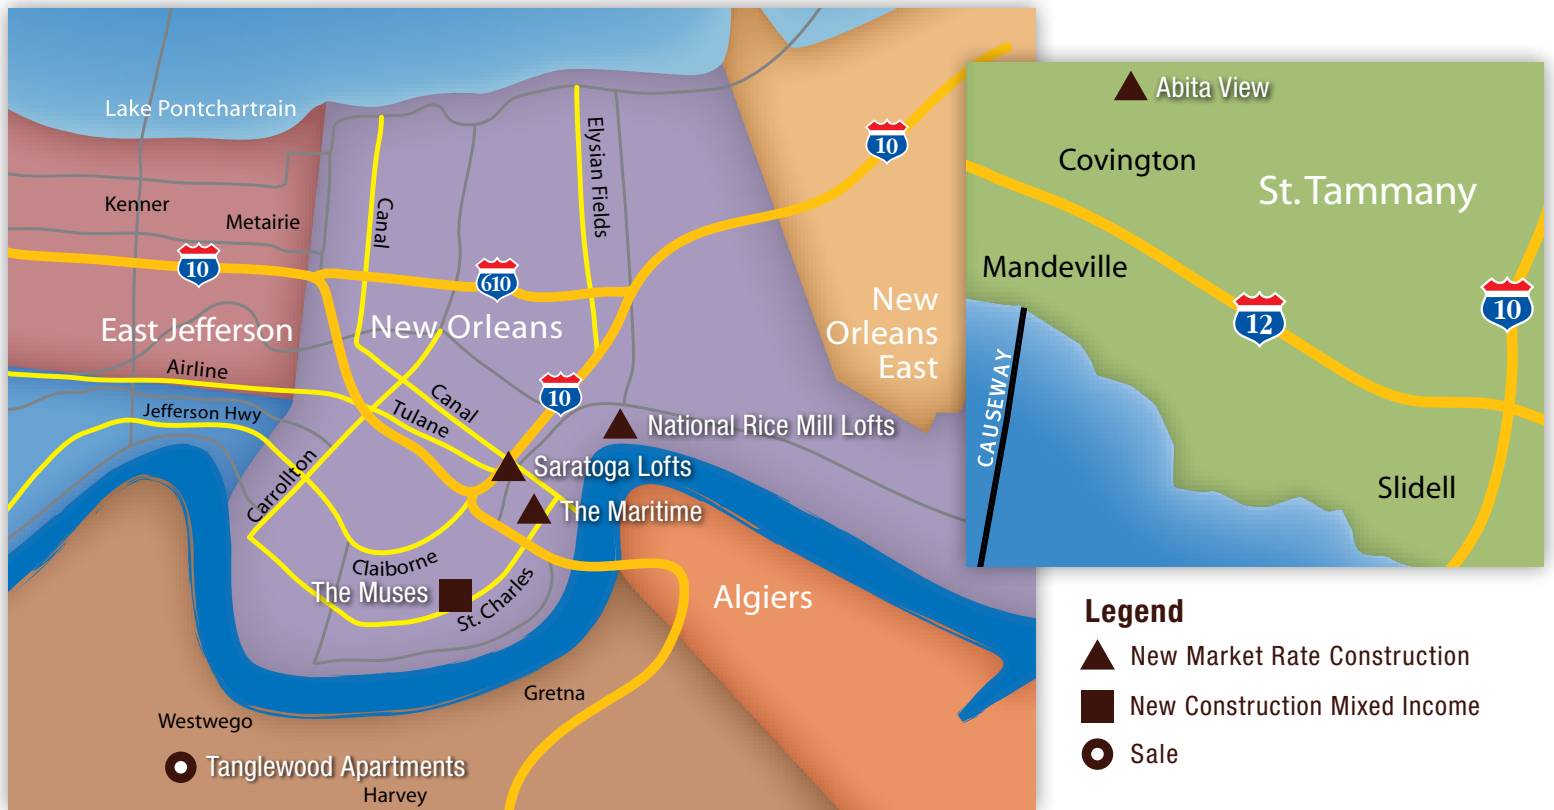 Lake Pontchartrain
Kenner
Metairie
Canal
Elysian Fields
10
10
610
East Jefferson
New Orleans
New
Orleans
East
Airline
Jefferson Hwy
Canal
Tulane
10
National Rice Mill Lofts
Saratoga Lofts
The Maritime
Carrollton
Claiborne
The Muses
St. Charles
Algiers
Gretna
Westwego
Tanglewood Apartments
Harvey
Abita View
Covington
St. Tammany
Mandeville
12
10
CAUSEWAY
Slidell
Legend
New Market Rate Construction
New Construction Mixed Income
Sale